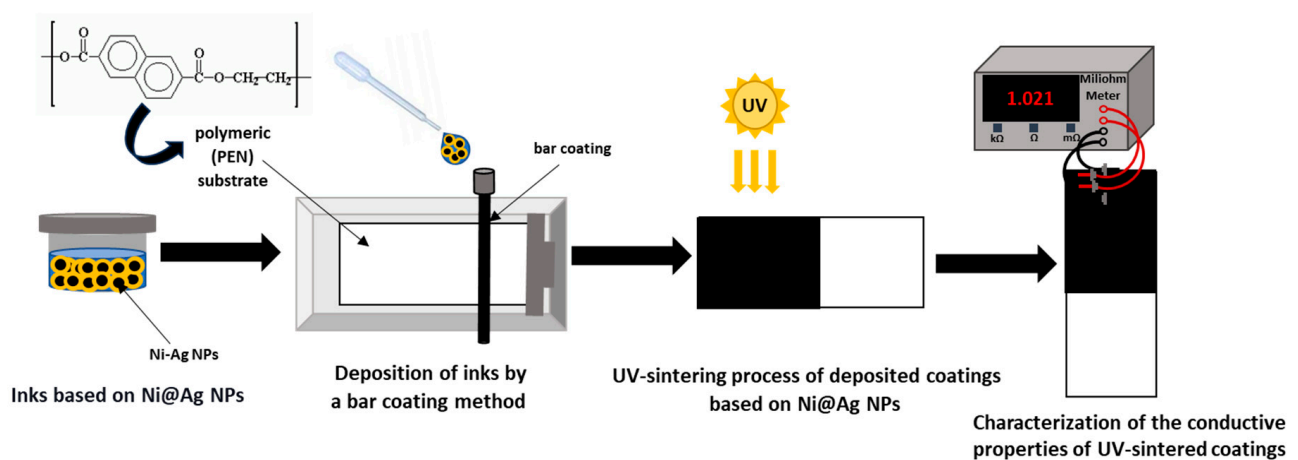 O
C
O
C
O
CH₂
CH₂
O
polymeric
(PEN)
substrate
bar coating
Ni-Ag NPs
Inks based on Ni@Ag NPs
Deposition of inks by
a bar coating method
UV
UV-sintering process of deposited coatings
based on Ni@Ag NPs
1.021
Miliohm
Meter
kΩ
Ω
mΩ
Characterization of the conductive
properties of UV-sintered coatings